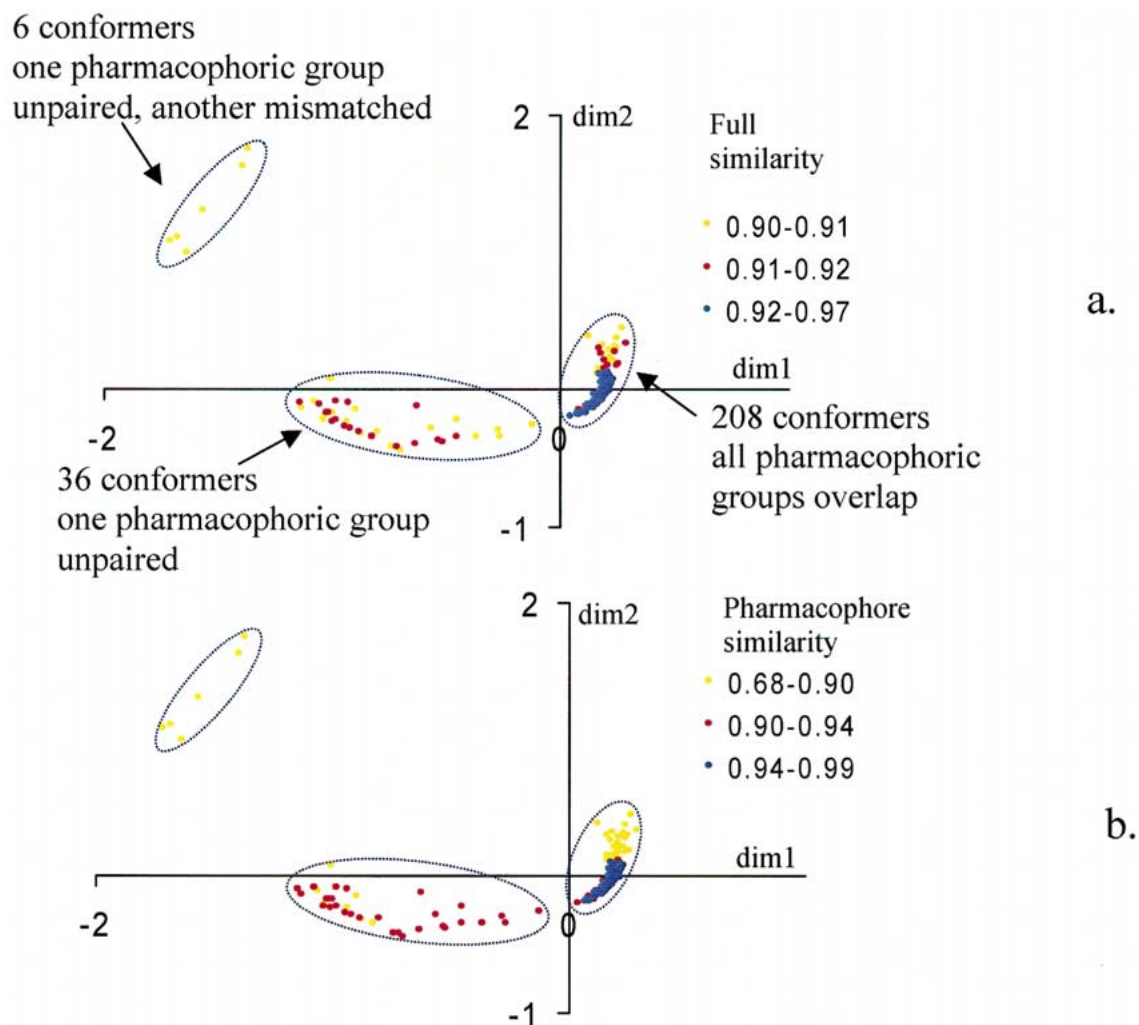 6 conformers
one pharmacophoric group
unpaired, another mismatched
2 dim2
Full
similarity
0.90-0.91
0.91-0.92
0.92-0.97
a.
dim1
-2
0
208 conformers
all pharmacophoric
groups overlap
36 conformers
one pharmacophoric group
unpaired
-1
2 dim2
Pharmacophore
similarity
0.68-0.90
0.90-0.94
0.94-0.99
b.
dim1
-2
0
-1